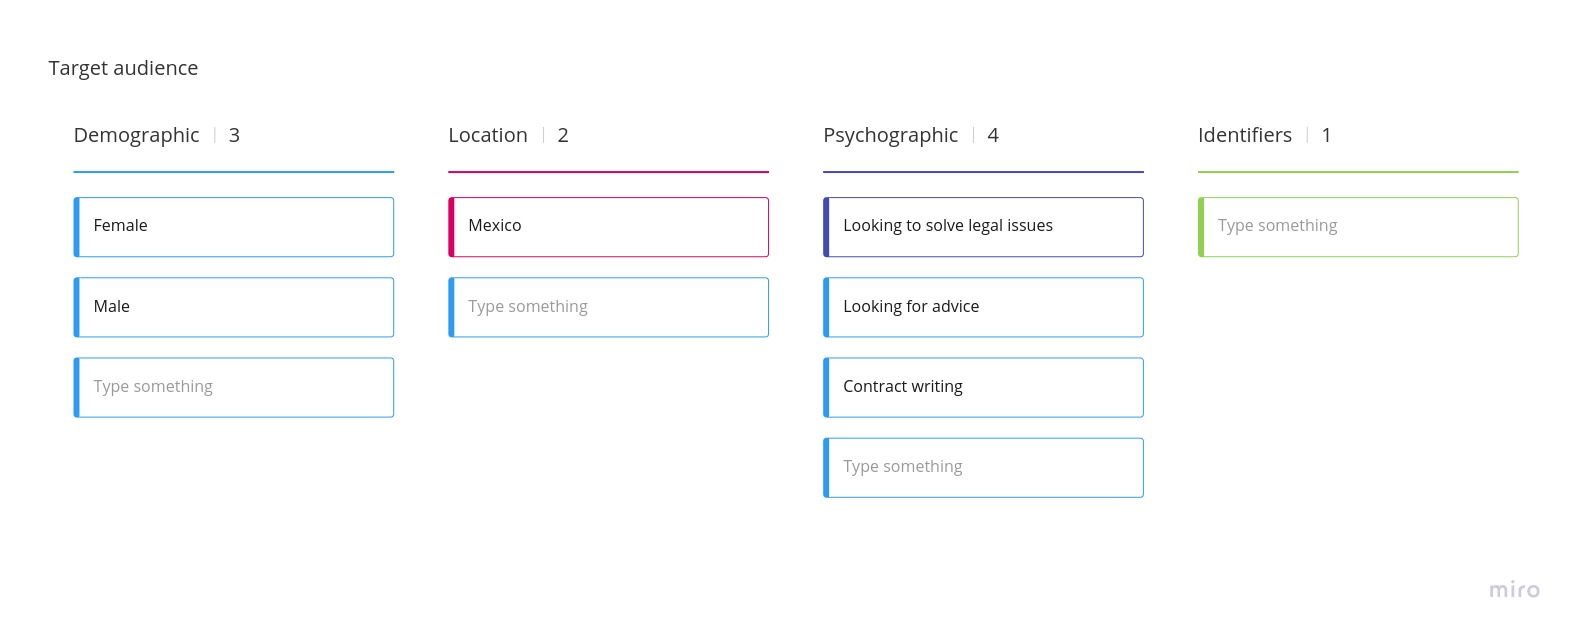 Target audience
Demographic | 3
Female
Male
Type something
Location | 2
Mexico
Type something
Psychographic | 4
Looking to solve legal issues
Looking for advice
Contract writing
Type something
Identifiers | 1
Type something
miro